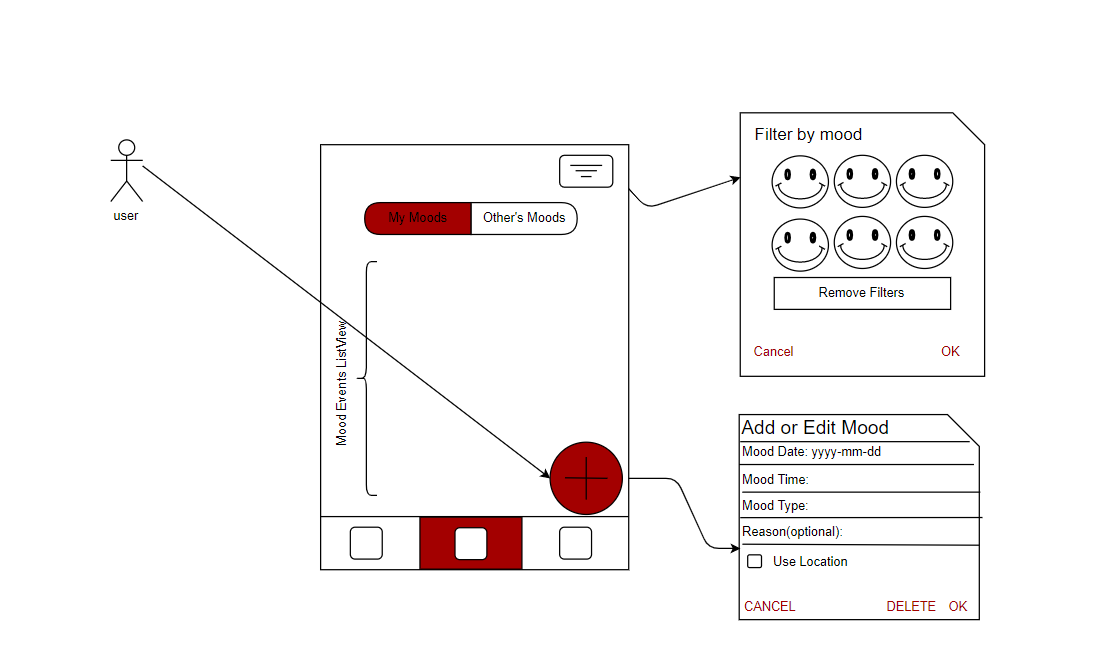 user
My Moods
Other's Moods
Mood Events ListView
Filter by mood
Remove Filters
Cancel
OK
Add or Edit Mood
Mood Date: yyyy-mm-dd
Mood Time:
Mood Type:
Reason(optional):
Use Location
CANCEL
DELETE
OK